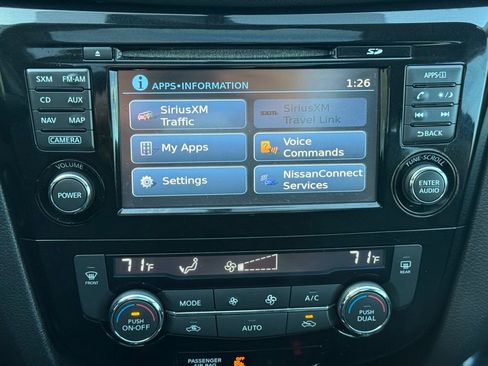 SD
SXM FM•AM
CD AUX
NAV MAP
CAMERA
i APPS•INFORMATION 1:26
SiriusXM
Traffic
SiriusXM
Travel Link
My Apps
Voice
Commands
Settings
NissanConnect
Services
APPS•i
BACK
VOLUME
POWER
TUNE•SCROLL
ENTER
AUDIO
71°F
71°F
FRONT
REAR
MODE
A/C
PUSH
ON•OFF
AUTO
PUSH
DUAL
PASSENGER
AIR BAG